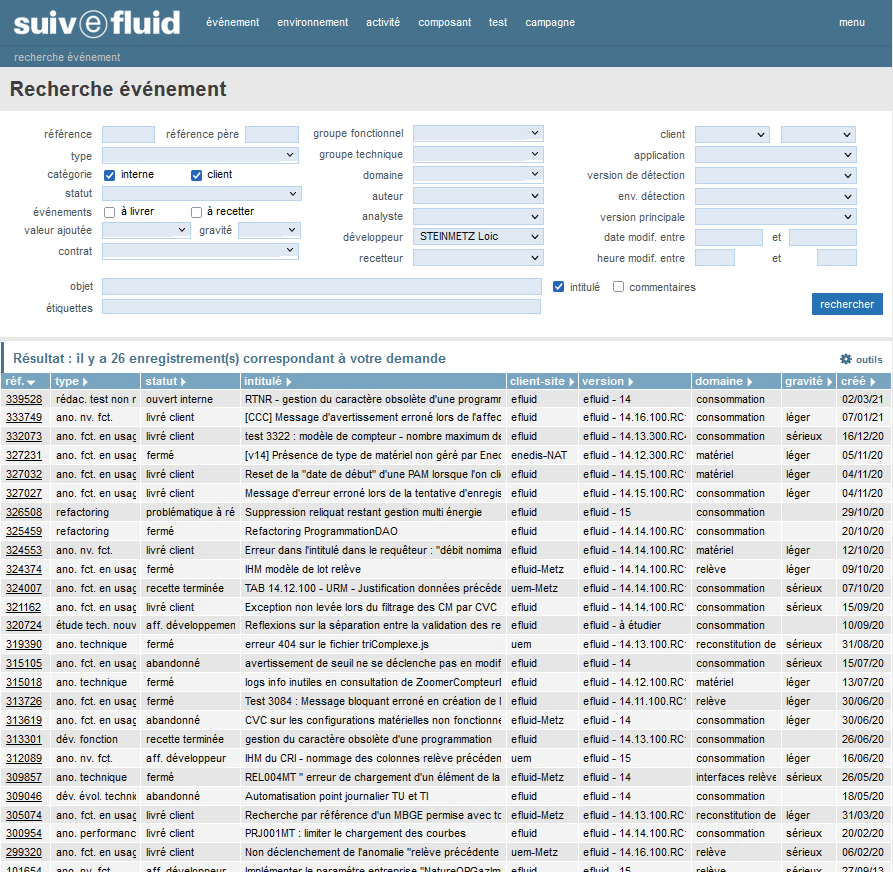 suivefluid événement environnement activité composant test campagne menu
recherche événement
Recherche événement
référence référence père groupe fonctionnel client
type groupe technique application
catégorie interne client domaine version de détection
statut auteur env. détection
événements à livrer à recetter analyste version principale
valeur ajoutée gravité développeur STEINMETZ Loic date modif. entre et
contrat recetteur heure modif. entre et
objet intitulé commentaires
étiquettes rechercher
Résultat : il y a 26 enregistrement(s) correspondant à votre demande outils
réf. type statut intitulé client-site version domaine gravité créé
339528 rédac. test non r ouvert interne RTNR - gestion du caractère obsolète d'une programm efluid efluid - 14 consommation 02/03/21
333749 ano. nv. fct. livré client [CCC] Message d'avertissement erroné lors de l'affec efluid efluid - 14.16.100.RC consommation léger 07/01/21
332073 ano. fct. en usag livré client test 3322 : modèle de compteur - nombre maximum de efluid efluid - 14.13.300.RC consommation sérieux 16/12/20
327231 ano. fct. en usag fermé [v14] Présence de type de matériel non géré par Ened enedis-NAT efluid - 14.12.300.RC matériel léger 05/11/20
327032 ano. fct. en usag livré client Reset de la "date de début" d'une PAM lorsque l'on cli efluid efluid - 14.15.100.RC matériel léger 04/11/20
327027 ano. fct. en usag livré client Message d'erreur erroné lors de la tentative d'enregis efluid efluid - 14.15.100.RC consommation léger 04/11/20
326508 refactoring problématique à ré Suppression reliquat restant gestion multi énergie efluid efluid - 15 consommation 29/10/20
325459 refactoring fermé Refactoring ProgrammationDAO efluid efluid - 14.14.100.RC consommation 20/10/20
324553 ano. nv. fct. livré client Erreur dans l'intitulé dans le requêteur : "débit nomima efluid efluid - 14.14.100.RC matériel léger 12/10/20
324374 ano. nv. fct. fermé IHM modèle de lot relève efluid-Metz efluid - 14.14.100.RC relève léger 09/10/20
324007 ano. fct. en usag recette terminée TAB 14.12.100 - URM - Justification données précéde uem-Metz efluid - 14.14.100.RC consommation sérieux 07/10/20
321162 ano. fct. en usag livré client Exception non levée lors du filtrage des CM par CVC efluid efluid - 14.14.100.RC consommation sérieux 15/09/20
320724 étude tech. nouv aff. développemen Reflexions sur la séparation entre la validation des re efluid efluid - à étudier consommation 10/09/20
319390 ano. technique fermé erreur 404 sur le fichier triComplexe.js uem efluid - 14.13.100.RC reconstitution de sérieux 31/08/20
315105 ano. fct. en usag abandonné avertissement de seuil ne se déclenche pas en modif efluid efluid - 14 consommation sérieux 15/07/20
315018 ano. technique fermé logs info inutiles en consultation de ZoomerCompteurI efluid efluid - 14.12.100.RC matériel léger 13/07/20
313726 ano. fct. en usag fermé Test 3084 : Message bloquant erroné en création de efluid efluid - 14.11.100.RC relève léger 30/06/20
313619 ano. fct. en usag abandonné CVC sur les configurations matérielles non fonctionne efluid-Metz efluid - 14 consommation léger 30/06/20
313301 dév. fonction recette terminée gestion du caractère obsolète d'une programmation efluid efluid - 14.13.100.RC consommation 26/06/20
312089 ano. nv. fct. aff. développeur IHM du CRI - nommage des colonnes relève précéden uem efluid - 15 consommation léger 16/06/20
309857 ano. technique fermé REL004MT " erreur de chargement d'un élément de la efluid-Metz efluid - 14 interfaces relève sérieux 26/05/20
309046 dév. évol. techni abandonné Automatisation point journalier TU et TI efluid efluid - 14 consommation 18/05/20
305074 ano. fct. en usag livré client Recherche par référence d'un MBGE permise avec to efluid-Metz efluid - 14.13.100.RC reconstitution de léger 31/03/20
300954 ano. performanc livré client PRJ001MT : limiter le chargement des courbes efluid efluid - 14.14.100.RC consommation sérieux 20/02/20
299320 ano. fct. en usag livré client Non déclenchement de l'anomalie "relève précédente uem-Metz efluid - 14.16.100.RC relève sérieux 06/02/20
101654 ano. nv. fct. aff. développeur Implémenter le paramétre entreprise efluid efluid - 15 relève sérieux 27/09/13